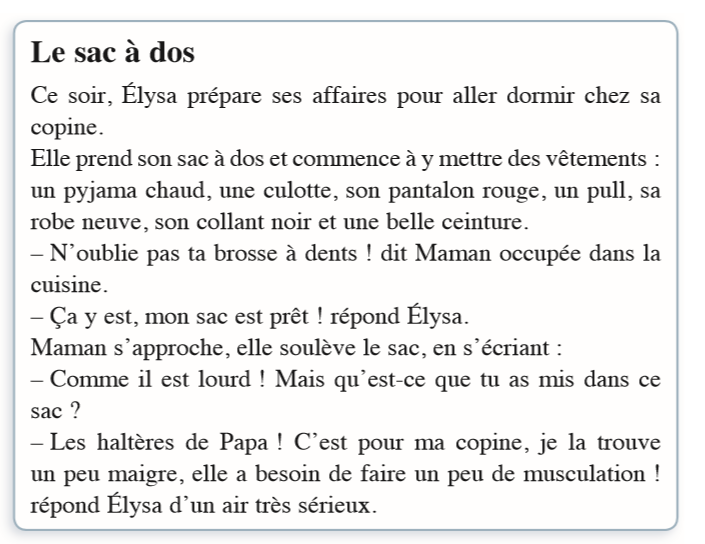 Le sac à dos
Ce soir, Élysa prépare ses affaires pour aller dormir chez sa
copine.
Elle prend son sac à dos et commence à y mettre des vêtements :
un pyjama chaud, une culotte, son pantalon rouge, un pull, sa
robe neuve, son collant noir et une belle ceinture.
– N’oublie pas ta brosse à dents ! dit Maman occupée dans la
cuisine.
– Ça y est, mon sac est prêt ! répond Élysa.
Maman s’approche, elle soulève le sac, en s’écriant :
– Comme il est lourd ! Mais qu’est-ce que tu as mis dans ce
sac ?
– Les haltères de Papa ! C’est pour ma copine, je la trouve
un peu maigre, elle a besoin de faire un peu de musculation !
répond Élysa d’un air très sérieux.